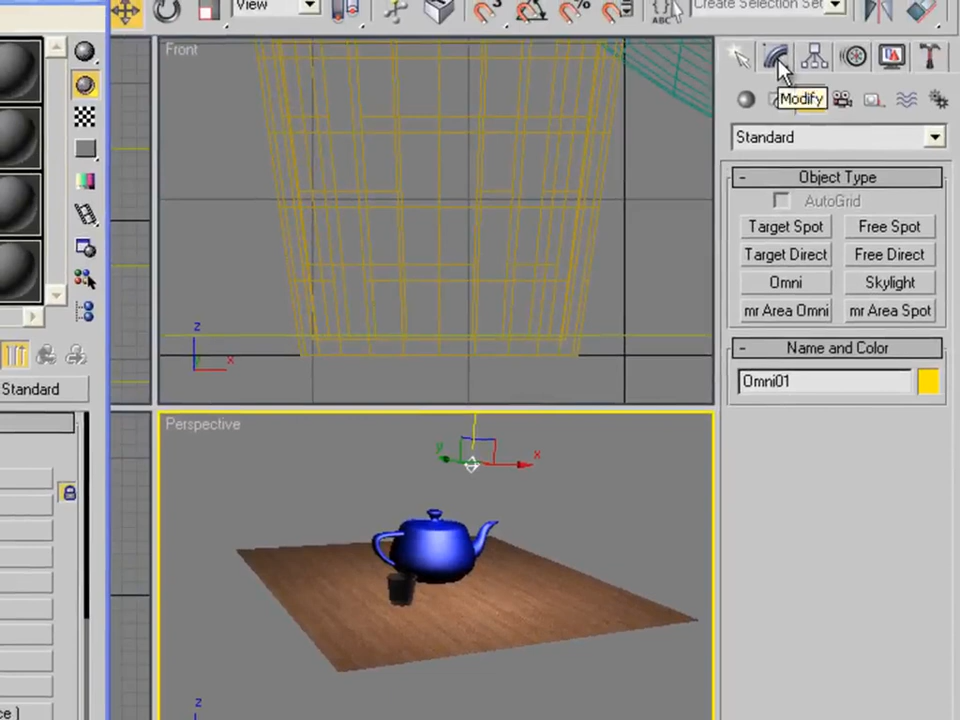 View
ABC
Create Selection Set
Front
Modify
Standard
- Object Type
AutoGrid
Target Spot Free Spot
Target Direct Free Direct
Omni Skylight
mr Area Omni mr Area Spot
- Name and Color
Omni01
z
x
Standard
Perspective
y
x
z